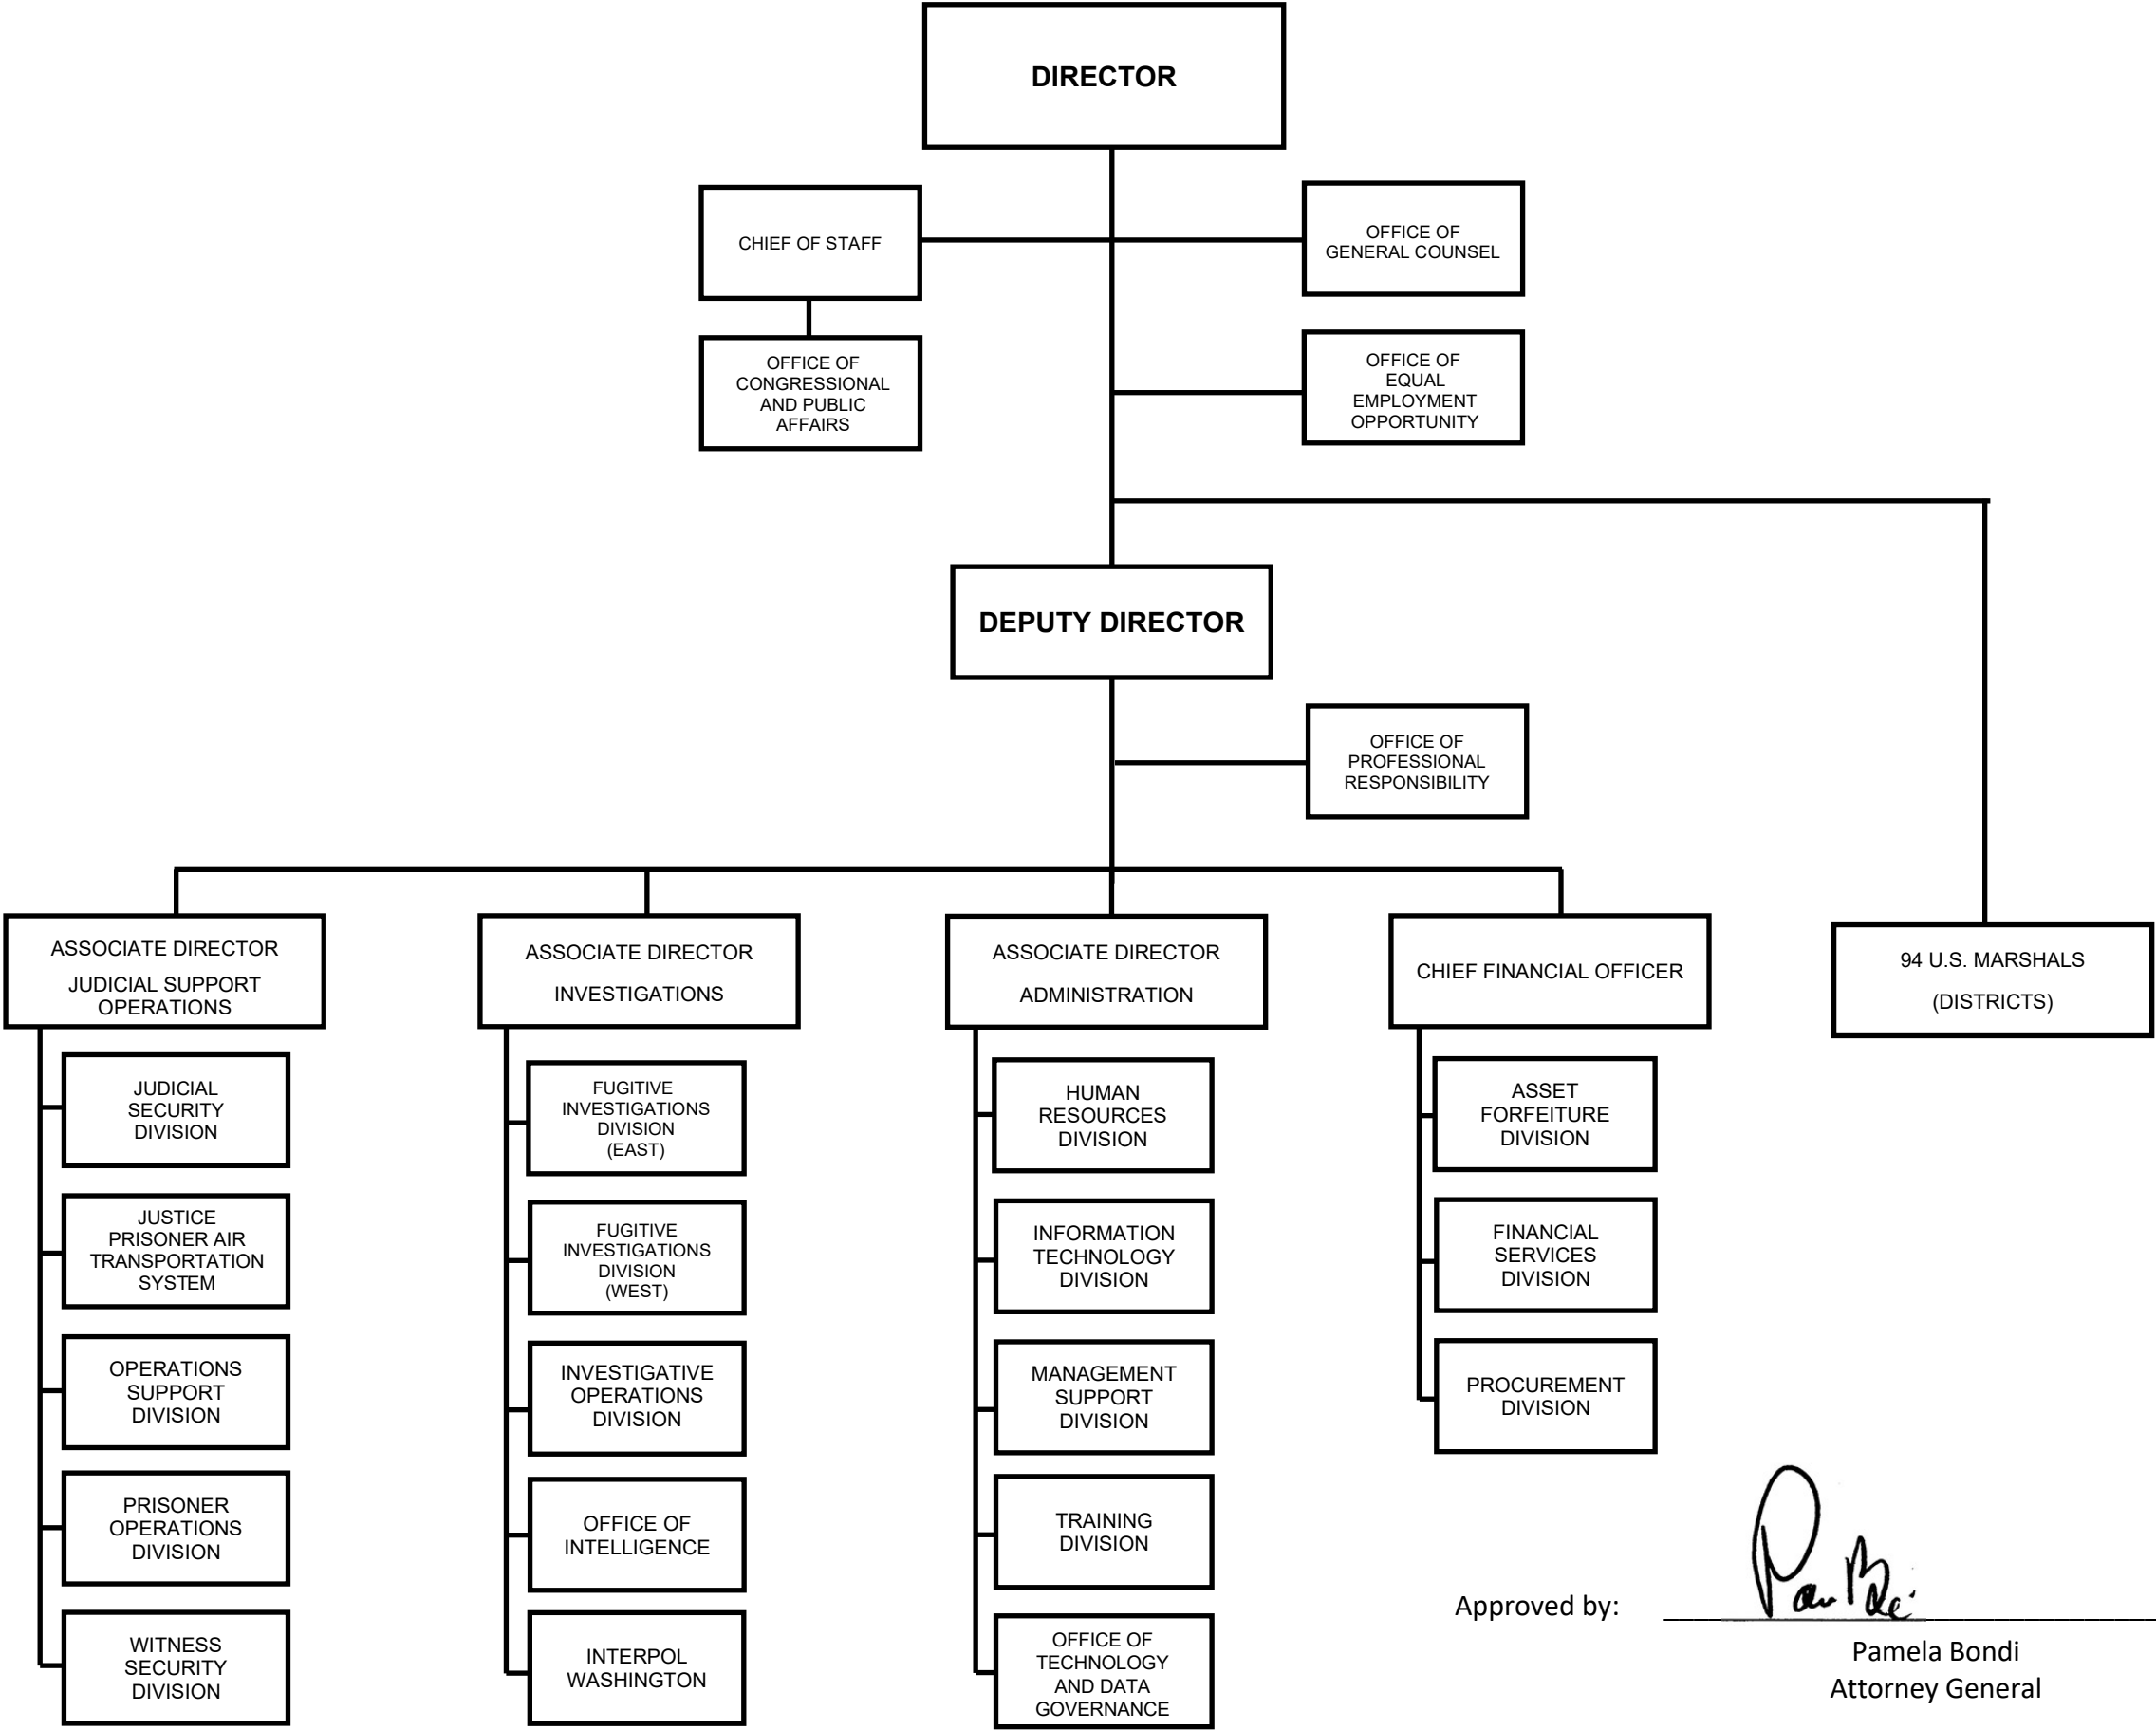 DIRECTOR
CHIEF OF STAFF
OFFICE OF
GENERAL COUNSEL
OFFICE OF
CONGRESSIONAL
AND PUBLIC
AFFAIRS
OFFICE OF
EQUAL
EMPLOYMENT
OPPORTUNITY
DEPUTY DIRECTOR
OFFICE OF
PROFESSIONAL
RESPONSIBILITY
ASSOCIATE DIRECTOR
JUDICIAL SUPPORT
OPERATIONS
ASSOCIATE DIRECTOR
INVESTIGATIONS
ASSOCIATE DIRECTOR
ADMINISTRATION
CHIEF FINANCIAL OFFICER
94 U.S. MARSHALS
(DISTRICTS)
JUDICIAL
SECURITY
DIVISION
JUSTICE
PRISONER AIR
TRANSPORTATION
SYSTEM
OPERATIONS
SUPPORT
DIVISION
PRISONER
OPERATIONS
DIVISION
WITNESS
SECURITY
DIVISION
FUGITIVE
INVESTIGATIONS
DIVISION
(EAST)
FUGITIVE
INVESTIGATIONS
DIVISION
(WEST)
INVESTIGATIVE
OPERATIONS
DIVISION
OFFICE OF
INTELLIGENCE
INTERPOL
WASHINGTON
HUMAN
RESOURCES
DIVISION
INFORMATION
TECHNOLOGY
DIVISION
MANAGEMENT
SUPPORT
DIVISION
TRAINING
DIVISION
OFFICE OF
TECHNOLOGY
AND DATA
GOVERNANCE
ASSET
FORFEITURE
DIVISION
FINANCIAL
SERVICES
DIVISION
PROCUREMENT
DIVISION
Approved by:
Pamela Bondi
Attorney General